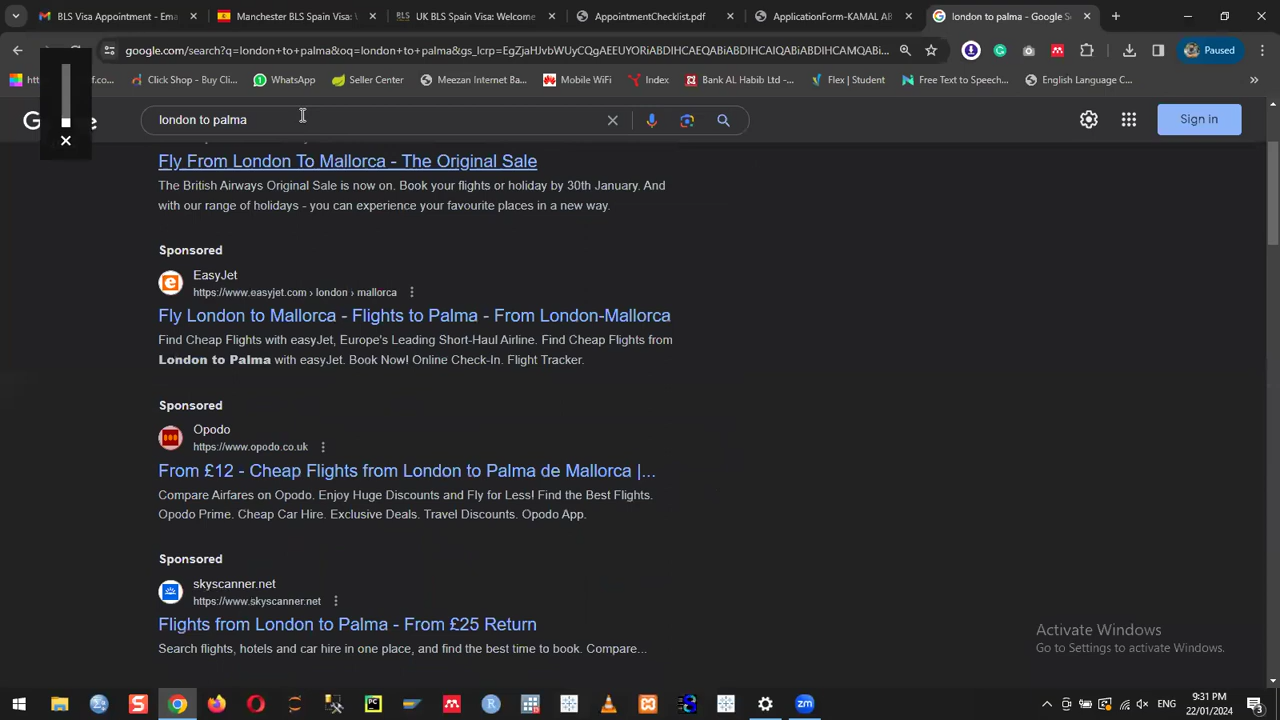 BLS Visa Appointment - Ema
Manchester BLS Spain Visa:
UK BLS Spain Visa: Welcome
AppointmentChecklist.pdf
ApplicationForm-KAMAL AB
london to palma - Google Se
google.com/search?q=london+to+palma&oq=london+to+palma&gs_lcrp=EgZjaHJvbWUyCQgAEEUYORiABDIHCAEQABiABDIHCAIQABiABDIHCAMQABi...
Paused
Click Shop - Buy Cli...
WhatsApp
Seller Center
Meezan Internet Ba...
Mobile WiFi
Index
Bank AL Habib Ltd -...
Flex | Student
Free Text to Speech...
English Language C...
london to palma
Sign in
Fly From London To Mallorca - The Original Sale
The British Airways Original Sale is now on. Book your flights or holiday by 30th January. And
with our range of holidays - you can experience your favourite places in a new way.
Sponsored
EasyJet
https://www.easyjet.com › london › mallorca
Fly London to Mallorca - Flights to Palma - From London-Mallorca
Find Cheap Flights with easyJet, Europe's Leading Short-Haul Airline. Find Cheap Flights from
London to Palma with easyJet. Book Now! Online Check-In. Flight Tracker.
Sponsored
Opodo
https://www.opodo.co.uk
From £12 - Cheap Flights from London to Palma de Mallorca |...
Compare Airfares on Opodo. Enjoy Huge Discounts and Fly for Less! Find the Best Flights.
Opodo Prime. Cheap Car Hire. Exclusive Deals. Travel Discounts. Opodo App.
Sponsored
skyscanner.net
https://www.skyscanner.net
Flights from London to Palma - From £25 Return
Search flights, hotels and car hire in one place, and find the best time to book. Compare...
Activate Windows
Go to Settings to activate Windows.
ENG
9:31 PM
22/01/2024